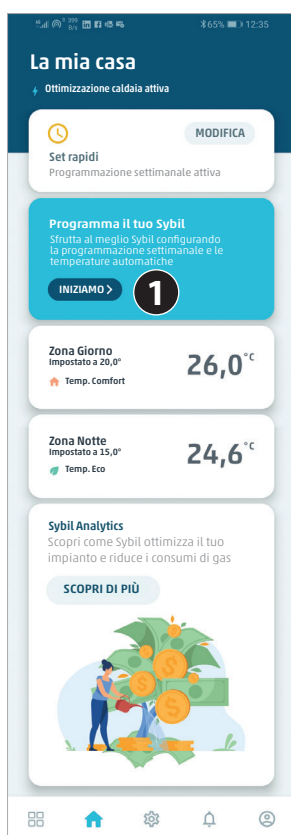 399
B/s
65%
12:35
La mia casa
Ottimizzazione caldaia attiva
MODIFICA
Set rapidi
Programmazione settimanale attiva
Programma il tuo Sybil
Sfrutta al meglio Sybil configurando
la programmazione settimanale e le
temperature automatiche
INIZIAMO >
1
Zona Giorno
Impostato a 20,0°
Temp. Comfort
26,0°C
Zona Notte
Impostato a 15,0°
Temp. Eco
24,6°C
Sybil Analytics
Scopri come Sybil ottimizza il tuo
impianto e riduce i consumi di gas
SCOPRI DI PIÙ